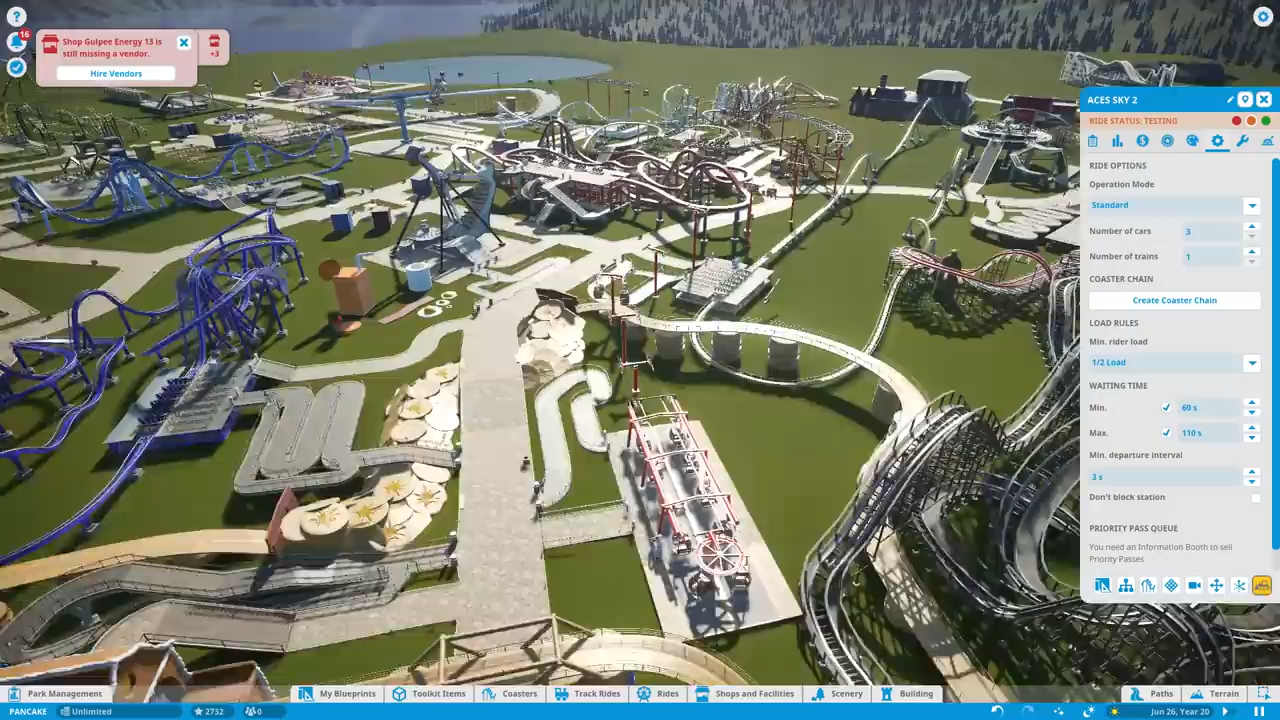 ?
16
Shop Gulpee Energy 13 is
still missing a vendor.
+3
Hire Vendors
ACES SKY 2
RIDE STATUS: TESTING
$
RIDE OPTIONS
Operation Mode
Standard
Number of cars 3
Number of trains 1
COASTER CHAIN
Create Coaster Chain
LOAD RULES
Min. rider load
1/2 Load
WAITING TIME
Min. 60 s
Max. 110 s
Min. departure interval
3 s
Don't block station
PRIORITY PASS QUEUE
You need an Information Booth to sell
Priority Passes
Park Management My Blueprints Toolkit Items Coasters Track Rides Rides Shops and Facilities Scenery Building Paths Terrain
PANCAKE Unlimited 2732 0 Jun 26, Year 20